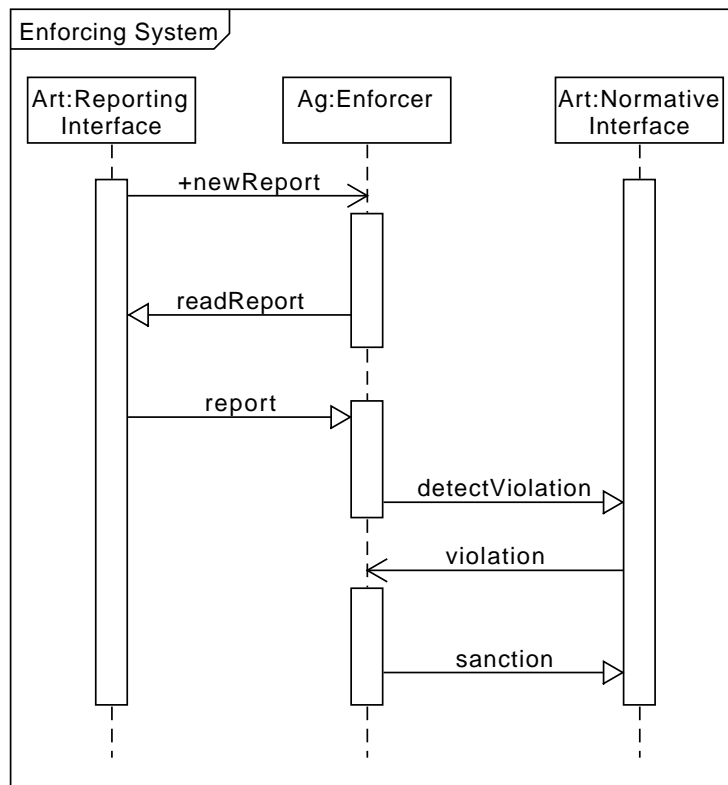 Enforcing System
Art:Reporting
Interface
Ag:Enforcer
Art:Normative
Interface
+newReport
readReport
report
detectViolation
violation
sanction